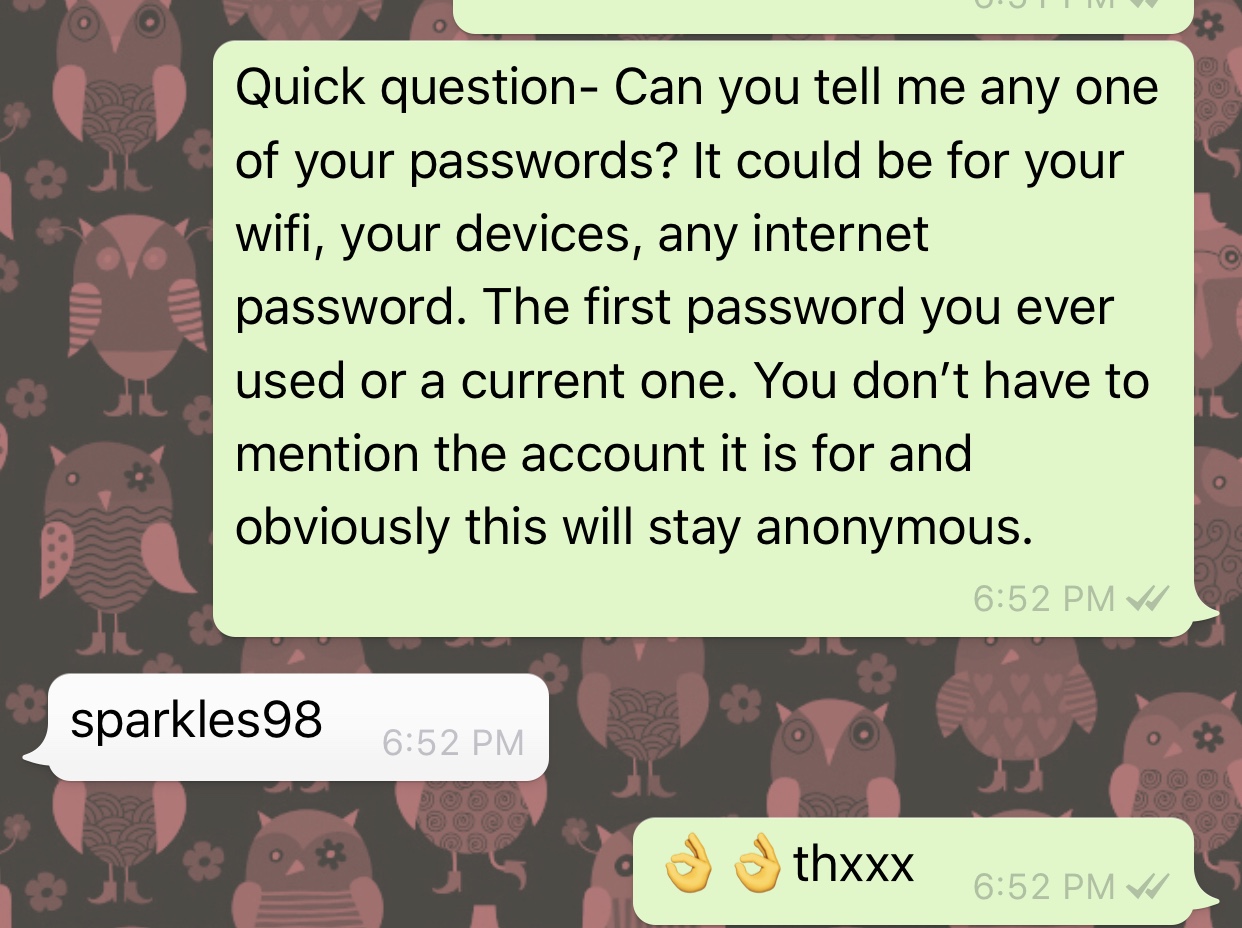 6:51 PM
Quick question- Can you tell me any one
of your passwords? It could be for your
wifi, your devices, any internet
password. The first password you ever
used or a current one. You don’t have to
mention the account it is for and
obviously this will stay anonymous.
6:52 PM
sparkles98 6:52 PM
👌👌thxxx 6:52 PM